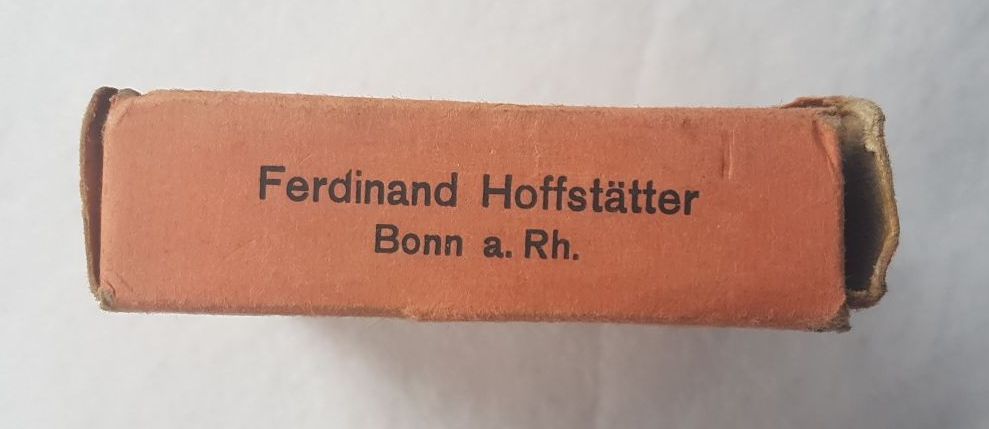 Ferdinand Hoffstätter
Bonn a. Rh.